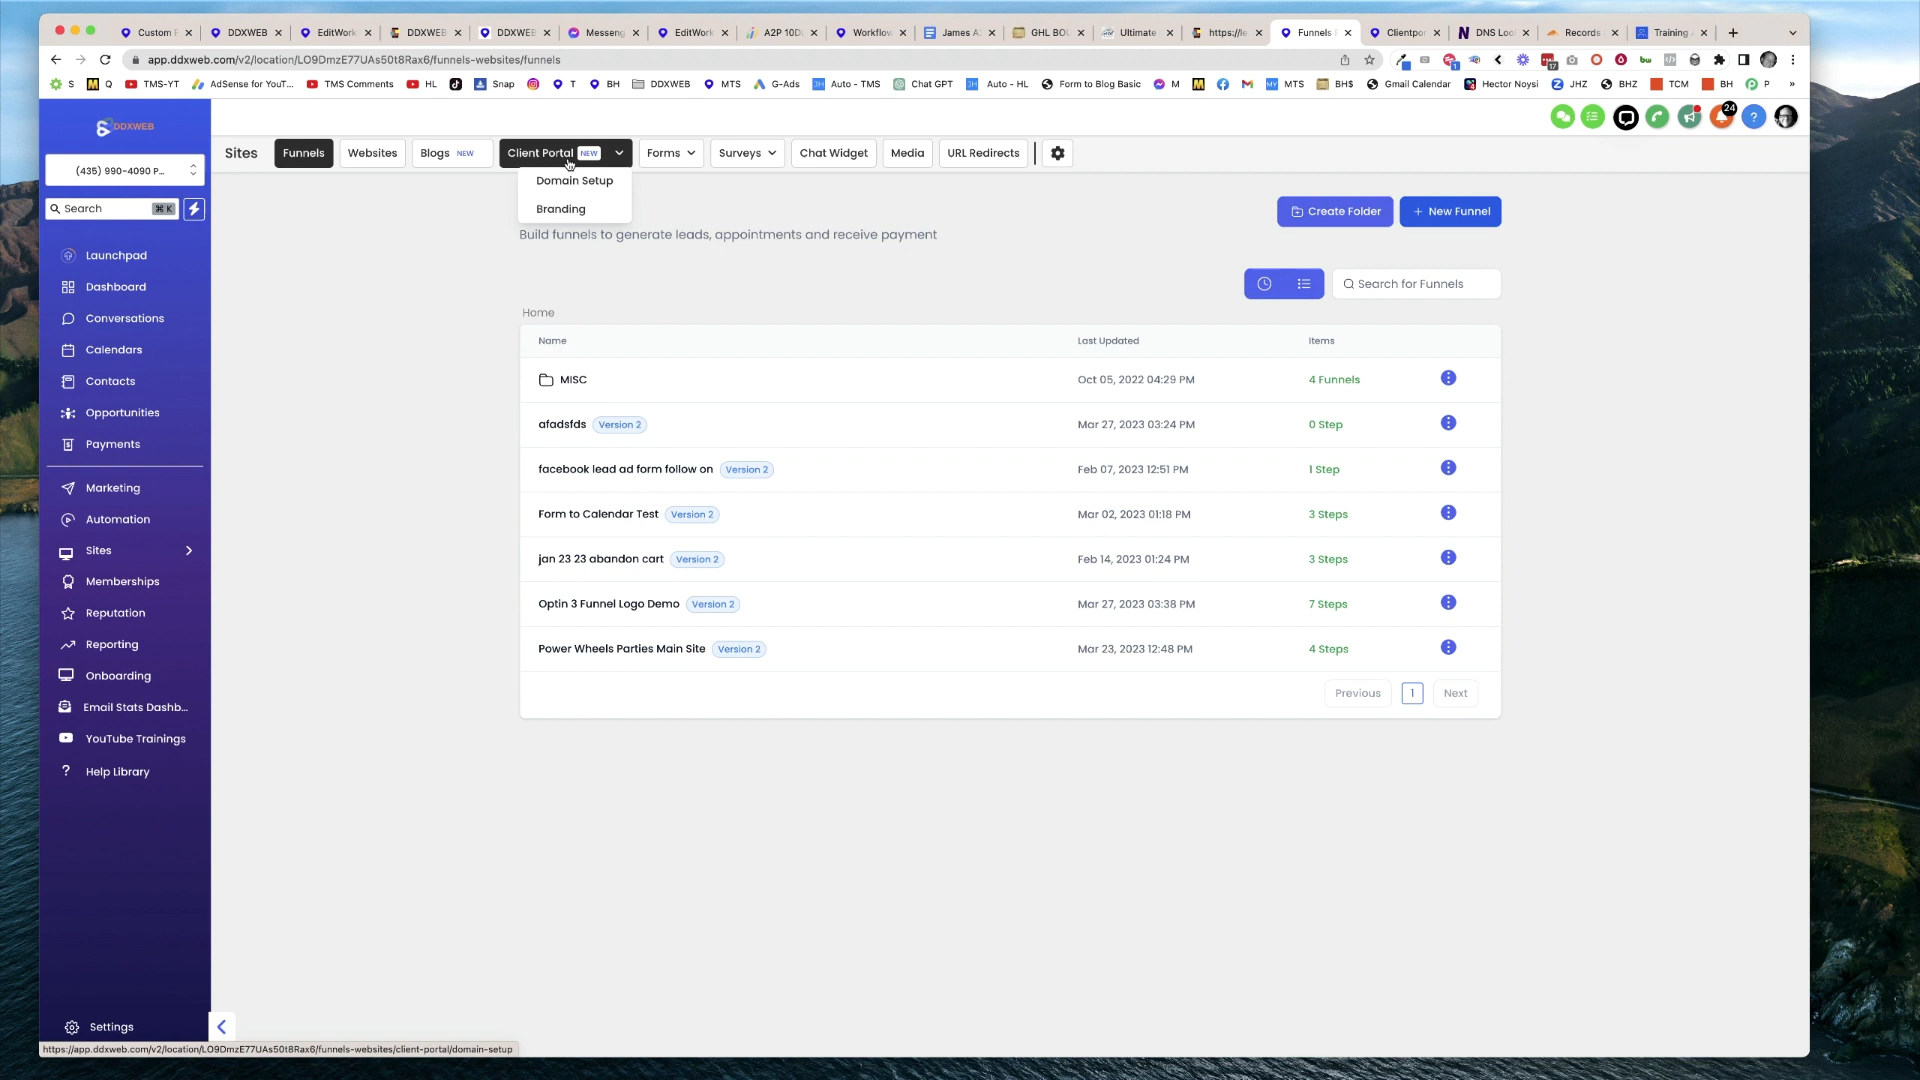 Custom F
DDXWEB
EditWork
DDXWEB
DDXWEB
Messeng
EditWork
A2P 10D
Workflow
James A
GHL BO
Ultimate
https://le
Funnels
Clientpor
DNS Loo
Records
Training
app.ddxweb.com/v2/location/LO9DmzE77UAs50t8Rax6/funnels-websites/funnels
S
Q
TMS-YT
AdSense for YouT...
TMS Comments
HL
Snap
T
BH
DDXWEB
MTS
G-Ads
Auto - TMS
Chat GPT
Auto - HL
Form to Blog Basic
M
MTS
BH$
Gmail Calendar
Hector Noysi
JHZ
BHZ
TCM
BH
P
»
DDXWEB
24
(435) 990-4090 P...
Search ⌘ K
Sites
Funnels
Websites
Blogs NEW
Client Portal NEW
Forms
Surveys
Chat Widget
Media
URL Redirects
Domain Setup
Branding
Create Folder
+ New Funnel
Build funnels to generate leads, appointments and receive payment
Search for Funnels
Launchpad
Dashboard
Conversations
Calendars
Contacts
Opportunities
Payments
Marketing
Automation
Sites
Memberships
Reputation
Reporting
Onboarding
Email Stats Dashb...
YouTube Trainings
? Help Library
Settings
Home
Name Last Updated Items
MISC Oct 05, 2022 04:29 PM 4 Funnels
afadsfds Version 2 Mar 27, 2023 03:24 PM 0 Step
facebook lead ad form follow on Version 2 Feb 07, 2023 12:51 PM 1 Step
Form to Calendar Test Version 2 Mar 02, 2023 01:18 PM 3 Steps
jan 23 23 abandon cart Version 2 Feb 14, 2023 01:24 PM 3 Steps
Optin 3 Funnel Logo Demo Version 2 Mar 27, 2023 03:38 PM 7 Steps
Power Wheels Parties Main Site Version 2 Mar 23, 2023 12:48 PM 4 Steps
Previous 1 Next
https://app.ddxweb.com/v2/location/LO9DmzE77UAs50t8Rax6/funnels-websites/client-portal/domain-setup